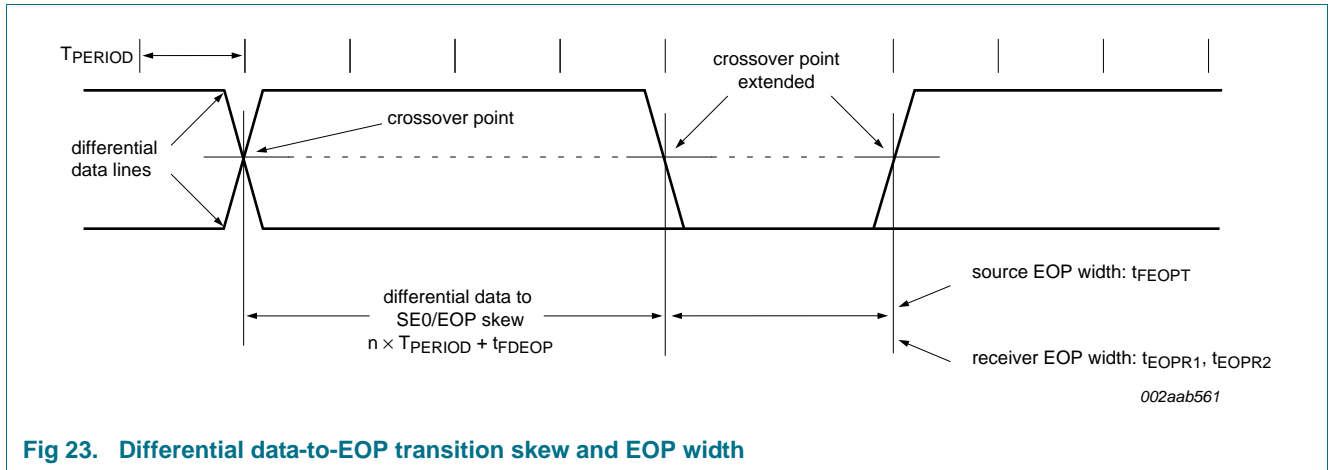 TPERIOD
crossover point
extended
crossover point
differential
data lines
source EOP width: tFEOPT
differential data to
SE0/EOP skew
n × TPERIOD + tFDEOP
receiver EOP width: tEOPR1, tEOPR2
002aab561
Fig 23. Differential data-to-EOP transition skew and EOP width